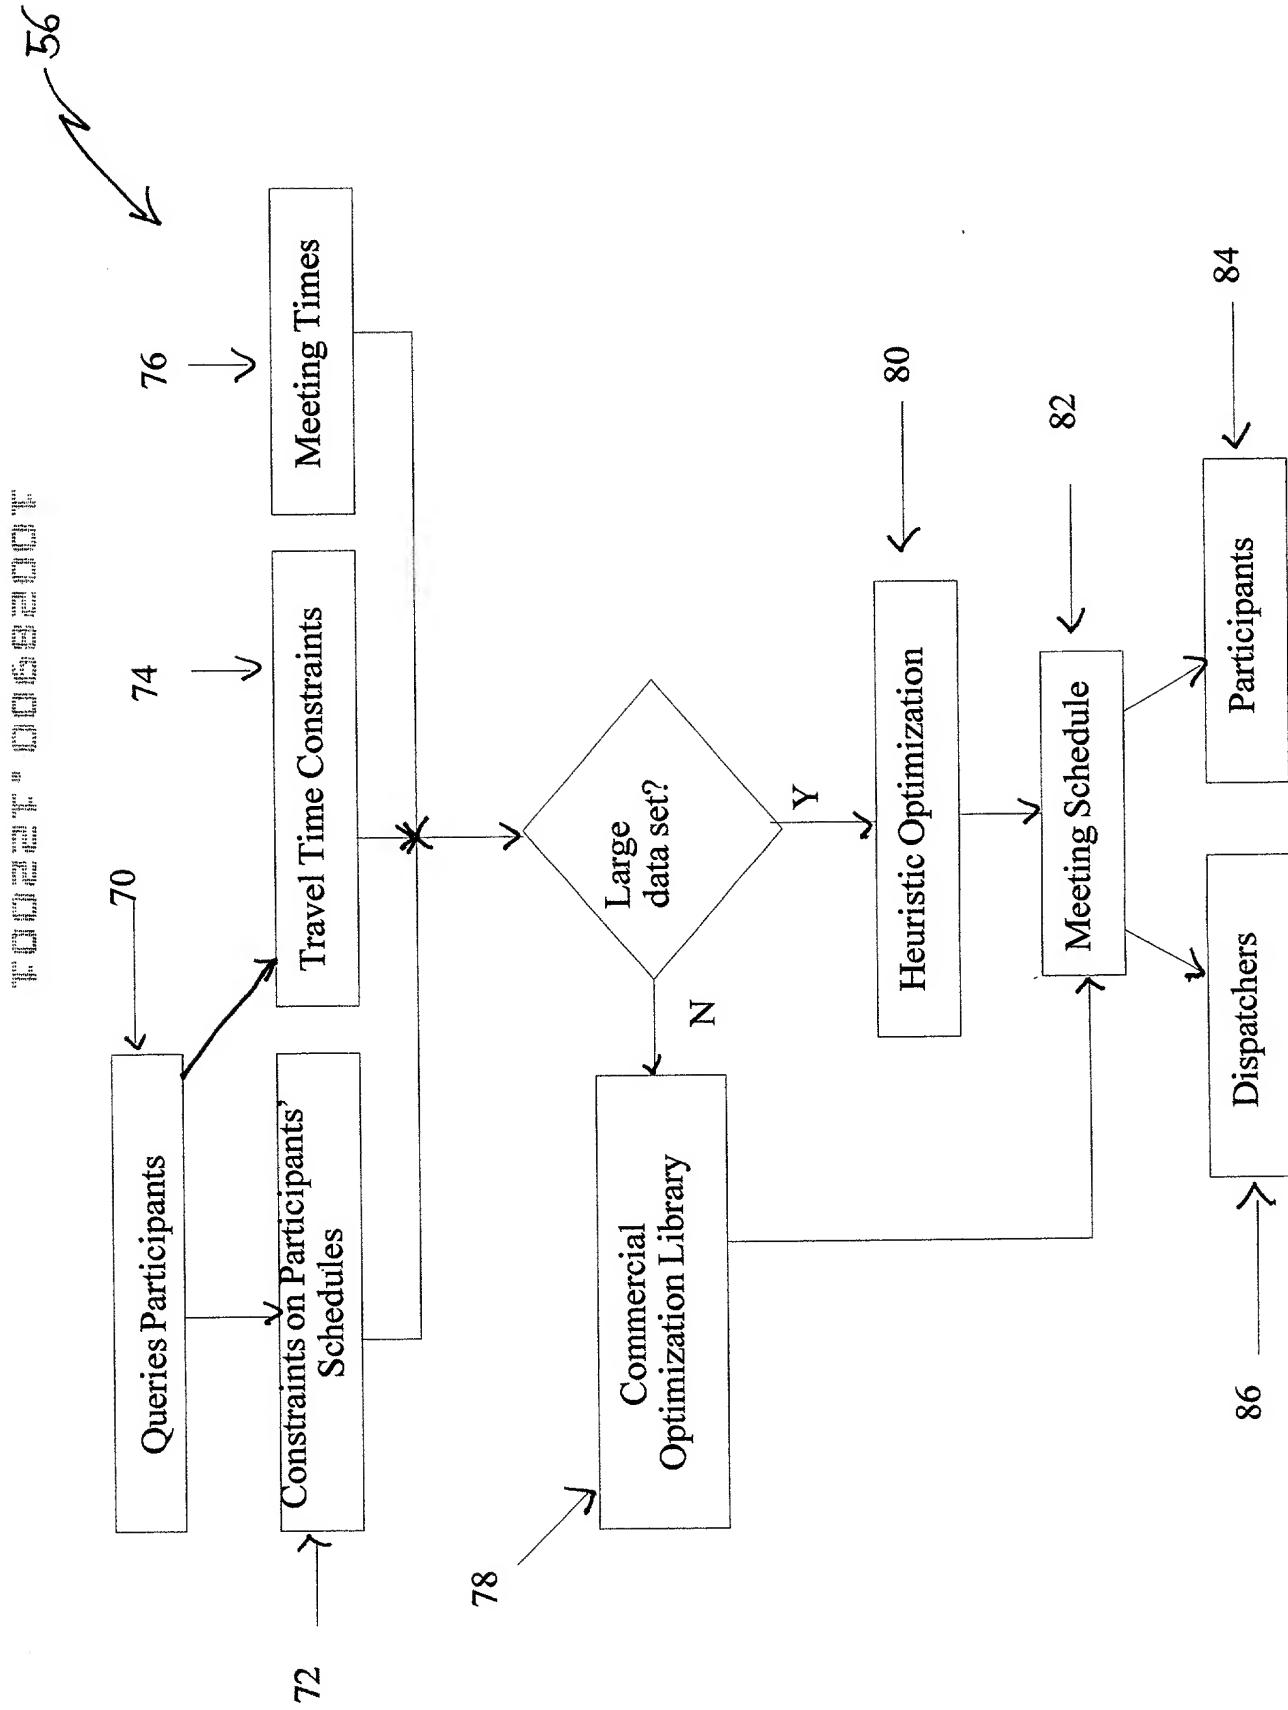 56
70
Queries Participants
72
Constraints on Participants'
Schedules
74
Travel Time Constraints
76
Meeting Times
Large
data set?
N
Y
78
Commercial
Optimization Library
80
Heuristic Optimization
82
Meeting Schedule
86
Dispatchers
84
Participants